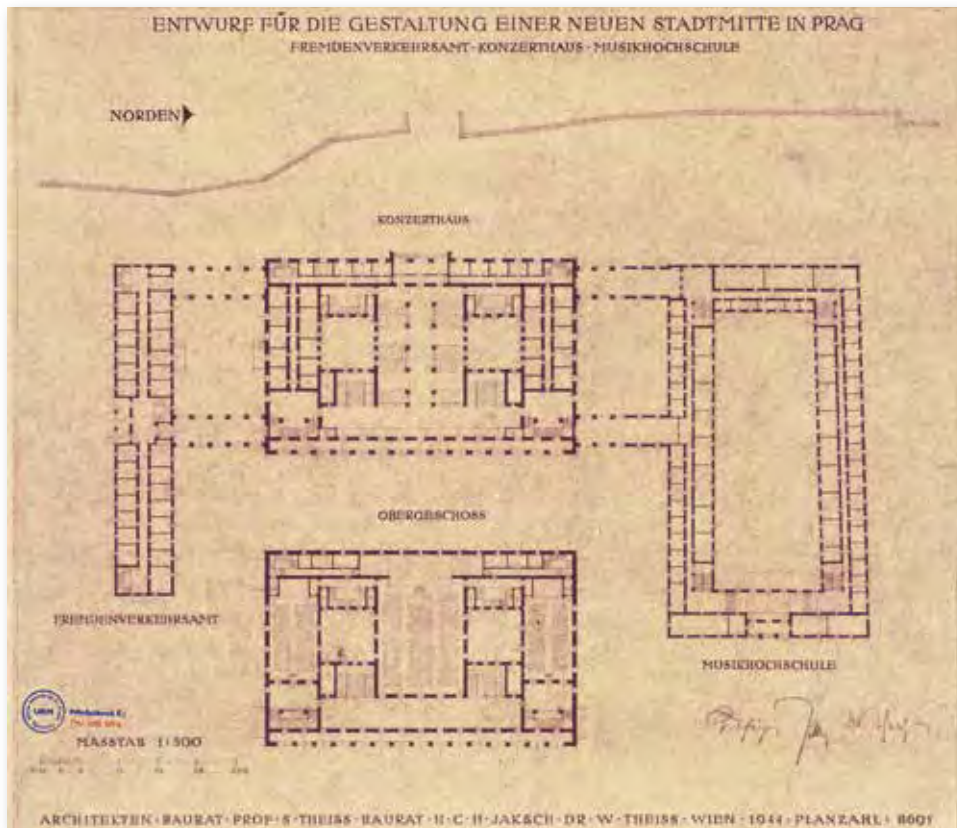 ENTWURF FÜR DIE GESTALTUNG EINER NEUEN STADTMITTE IN PRAG
FREMDENVERKEHRSAMT · KONZERTHAUS · MUSIKHOCHSCHULE
NORDEN
KONZERTHAUS
OBERGESCHOSS
FREMDENVERKEHRSAMT
MUSIKHOCHSCHULE
MASSTAB 1:500
ARCHITEKTEN · BAURAT · PROF · S · THEISS · BAURAT · H · C · H · JAKSCH · DR · W · THEISS · WIEN · 1944 · PLANZAHL · 8601